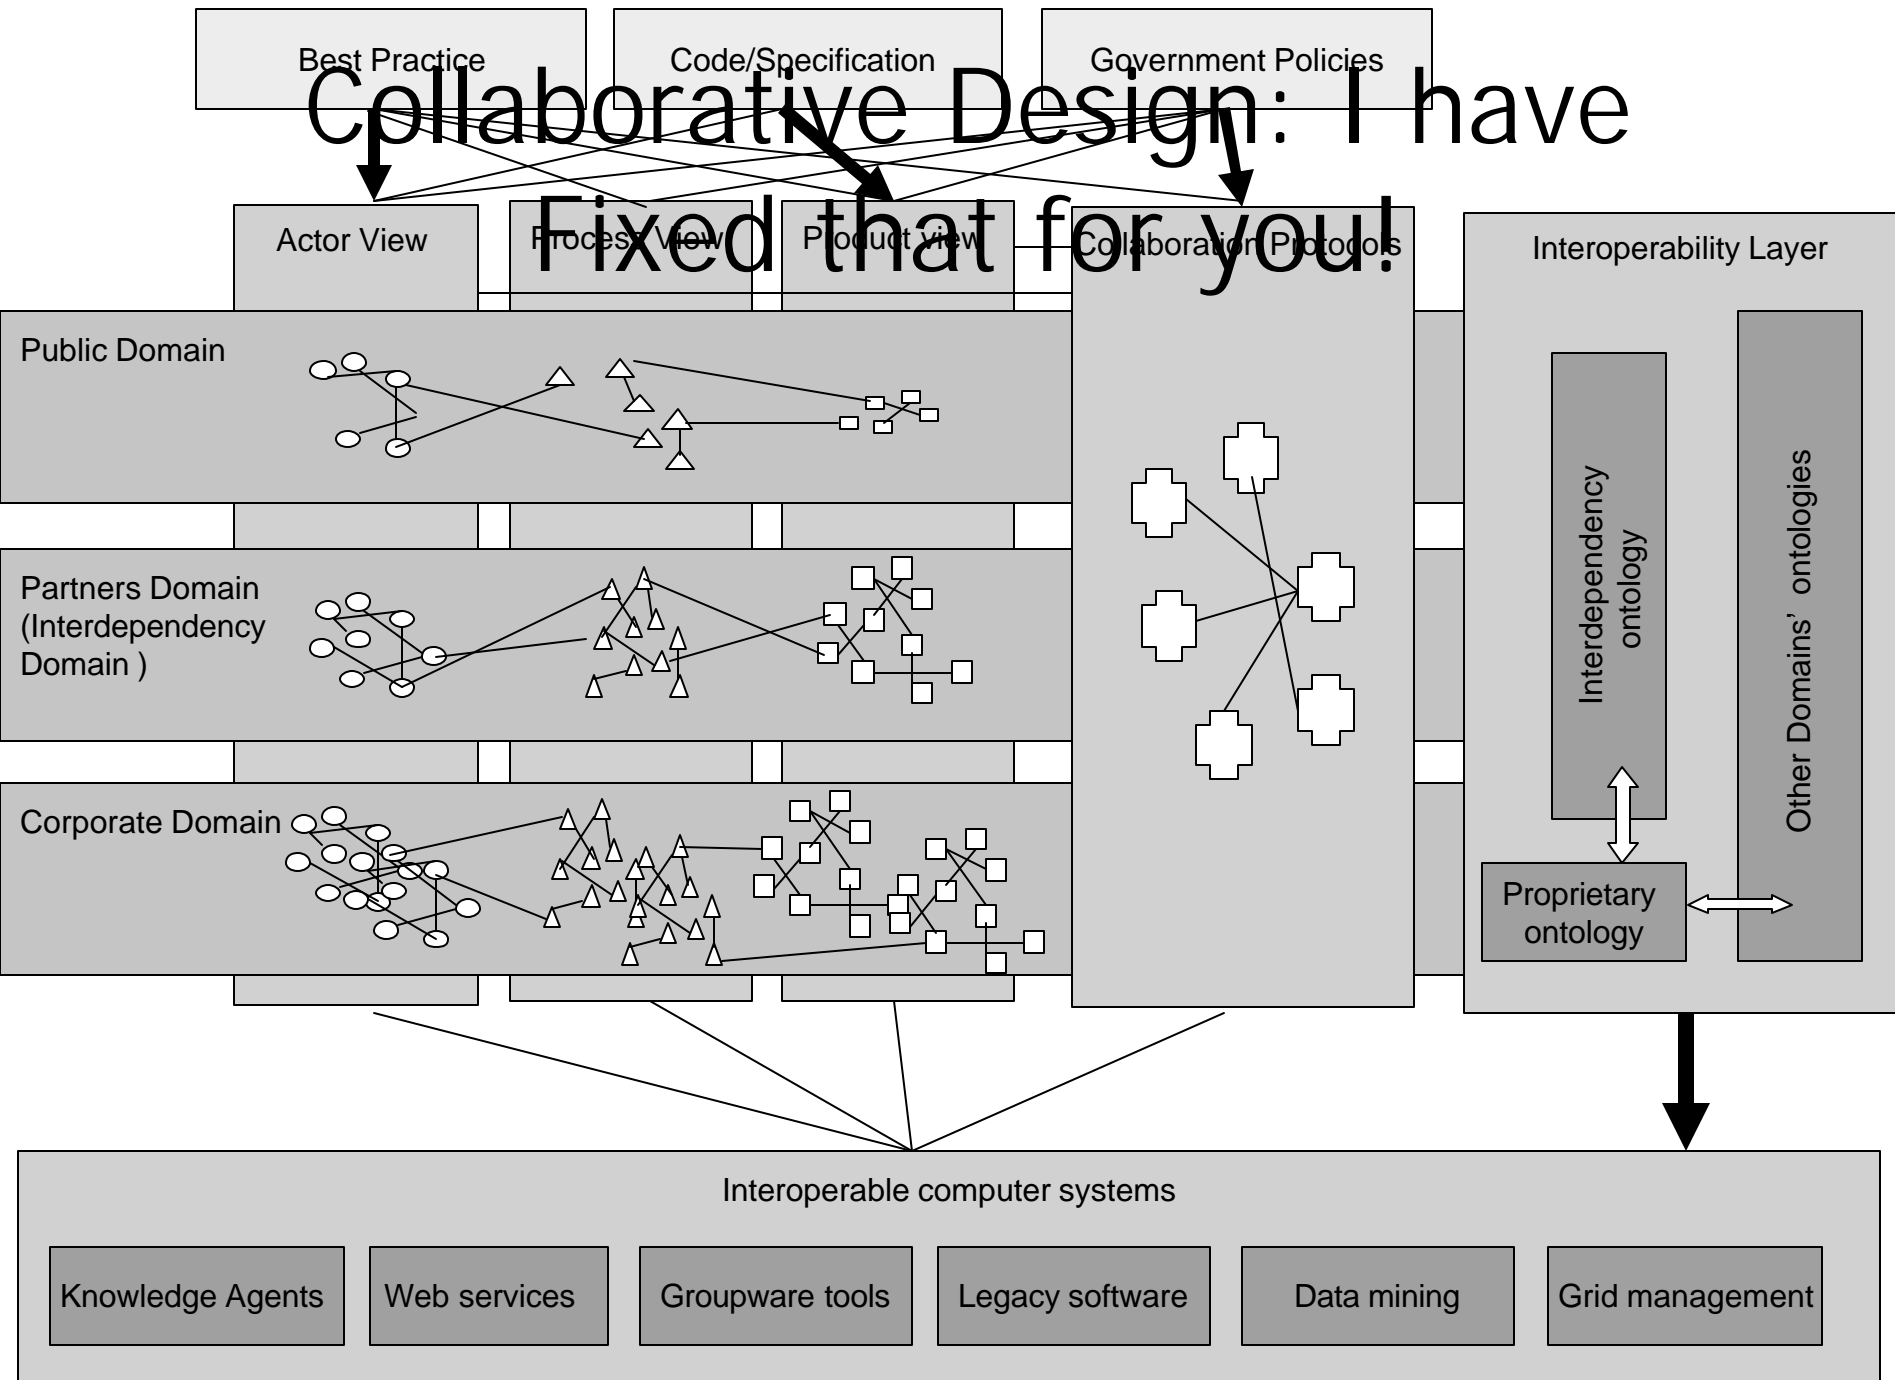 Best Practice
Code/Specification
Government Policies
Collaborative Design: I have
Fixed that for you!
Actor View
Process View
Product view
Collaboration Protocols
Interoperability Layer
Public Domain
Partners Domain
(Interdependency
Domain )
Corporate Domain
Interdependency
ontology
Other Domains’ ontologies
Proprietary
ontology
Interoperable computer systems
Knowledge Agents
Web services
Groupware tools
Legacy software
Data mining
Grid management